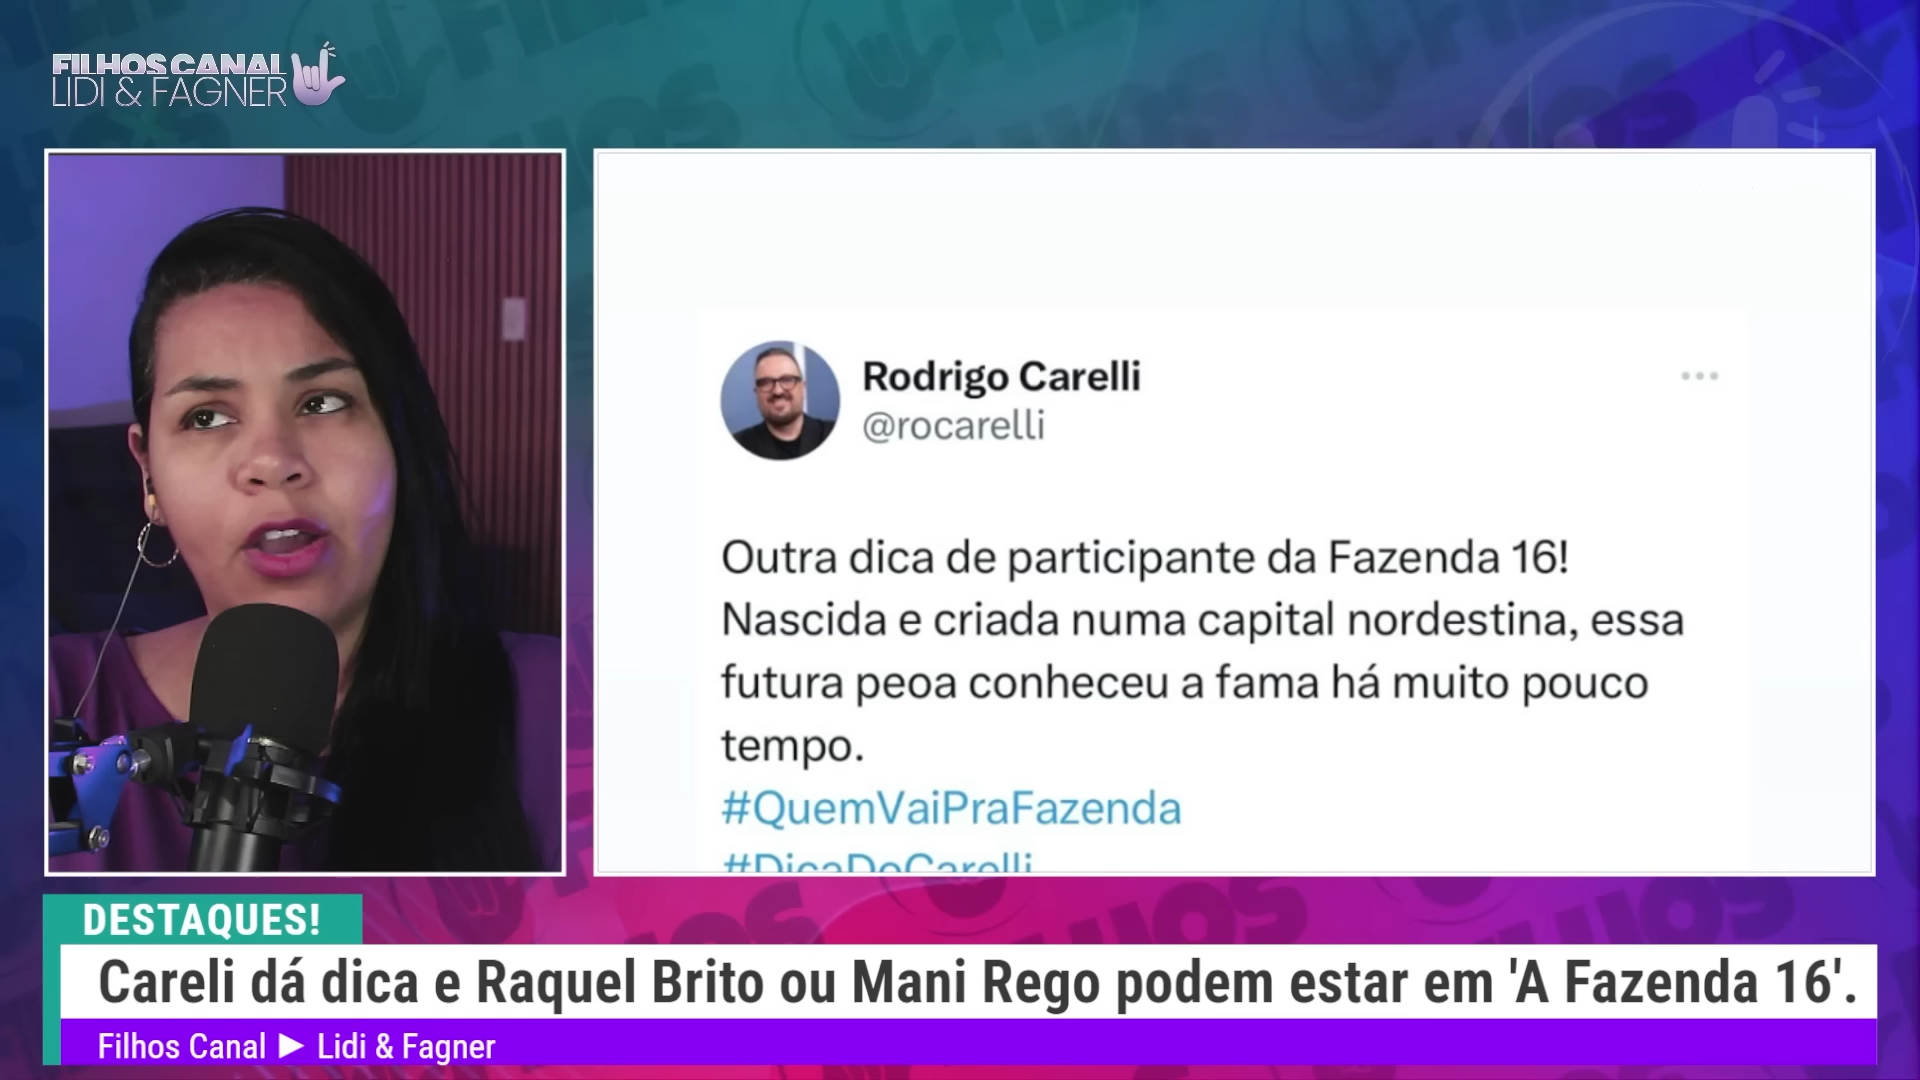 FILHOS CANAL
LIDI & FAGNER
Rodrigo Carelli
@rocarelli
Outra dica de participante da Fazenda 16!
Nascida e criada numa capital nordestina, essa
futura peoa conheceu a fama há muito pouco
tempo.
#QuemVaiPraFazenda
#DicaDoCarelli
DESTAQUES!
Careli dá dica e Raquel Brito ou Mani Rego podem estar em 'A Fazenda 16'.
Filhos Canal ► Lidi & Fagner